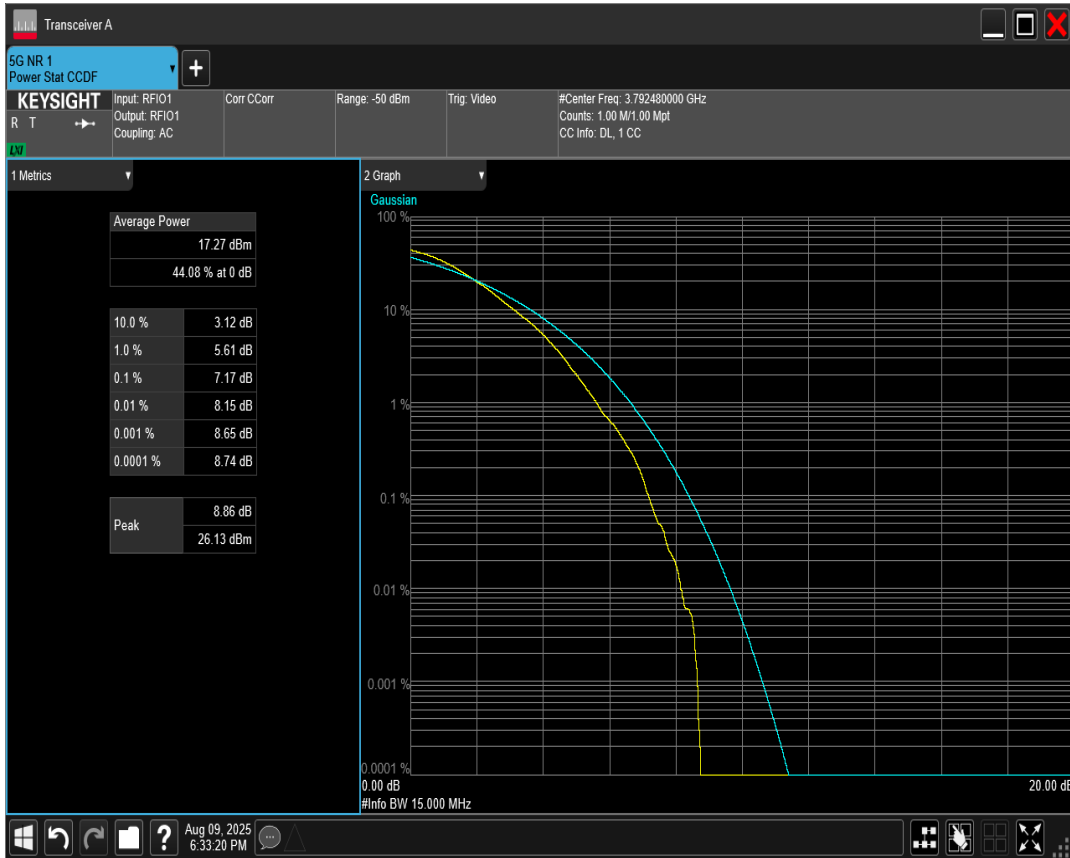 Transceiver A
5G NR 1
Power Stat CCDF
KEYSIGHT
R T
LXI
Input: RFIO1
Output: RFIO1
Coupling: AC
Corr CCorr
Range: -50 dBm
Trig: Video
#Center Freq: 3.792480000 GHz
Counts: 1.00 M/1.00 Mpt
CC Info: DL, 1 CC
1 Metrics
Average Power
17.27 dBm
44.08 % at 0 dB
10.0 % 3.12 dB
1.0 % 5.61 dB
0.1 % 7.17 dB
0.01 % 8.15 dB
0.001 % 8.65 dB
0.0001 % 8.74 dB
Peak
8.86 dB
26.13 dBm
2 Graph
Gaussian
100 %
10 %
1 %
0.1 %
0.01 %
0.001 %
0.0001 %
0.00 dB
20.00 dB
#Info BW 15.000 MHz
?
Aug 09, 2025
6:33:20 PM